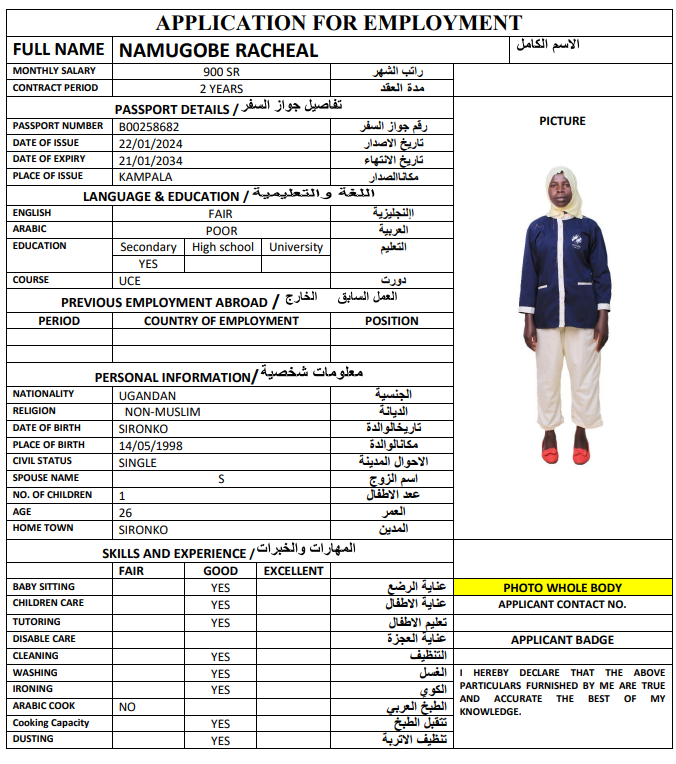 APPLICATION FOR EMPLOYMENT
FULL NAME NAMUGOBE RACHEAL الاسم الكامل
MONTHLY SALARY 900 SR راتب الشهر
CONTRACT PERIOD 2 YEARS مدة العقد
PASSPORT DETAILS / تفاصيل جواز السفر
PICTURE
PASSPORT NUMBER B00258682 رقم جواز السفر
DATE OF ISSUE 22/01/2024 تاريخ الاصدار
DATE OF EXPIRY 21/01/2034 تاريخ الانتهاء
PLACE OF ISSUE KAMPALA مكاناالصدار
LANGUAGE & EDUCATION / اللغة والتعليمية
ENGLISH FAIR اإلنجليزية
ARABIC POOR العربية
EDUCATION Secondary High school University التعليم
YES
COURSE UCE دورت
PREVIOUS EMPLOYMENT ABROAD / العمل السابق الخارج
PERIOD COUNTRY OF EMPLOYMENT POSITION
PERSONAL INFORMATION/ معلومات شخصية
NATIONALITY UGANDAN الجنسية
RELIGION NON-MUSLIM الديانة
DATE OF BIRTH SIRONKO تاريخالوالدة
PLACE OF BIRTH 14/05/1998 مكانالوالدة
CIVIL STATUS SINGLE الاحوال المدينة
SPOUSE NAME S اسم الزوج
NO. OF CHILDREN 1 عدد الاطفال
AGE 26 العمر
HOME TOWN SIRONKO المدين
SKILLS AND EXPERIENCE / المهارات والخبرات
FAIR GOOD EXCELLENT
BABY SITTING YES عناية الرضع
PHOTO WHOLE BODY
CHILDREN CARE YES عناية الاطفال
APPLICANT CONTACT NO.
TUTORING YES تعليم الاطفال
DISABLE CARE عناية العجزة
APPLICANT BADGE
CLEANING YES التنظيف
WASHING YES الغسل
IRONING YES الكوي
ARABIC COOK NO الطبخ العربي
Cooking Capacity YES تتقبل الطبخ
DUSTING YES تنظيف الاتربة
I HEREBY DECLARE THAT THE ABOVE
PARTICULARS FURNISHED BY ME ARE TRUE
AND ACCURATE THE BEST OF MY
KNOWLEDGE.